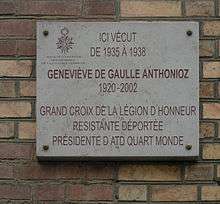 ICI VÉCUT
DE 1935 À 1938
GENEVIÈVE DE GAULLE ANTHONIOZ
1920-2002
GRAND CROIX DE LA LÉGION D'HONNEUR
RESISTANTE DÉPORTÉE
PRÉSIDENTE D'ATD QUART MONDE